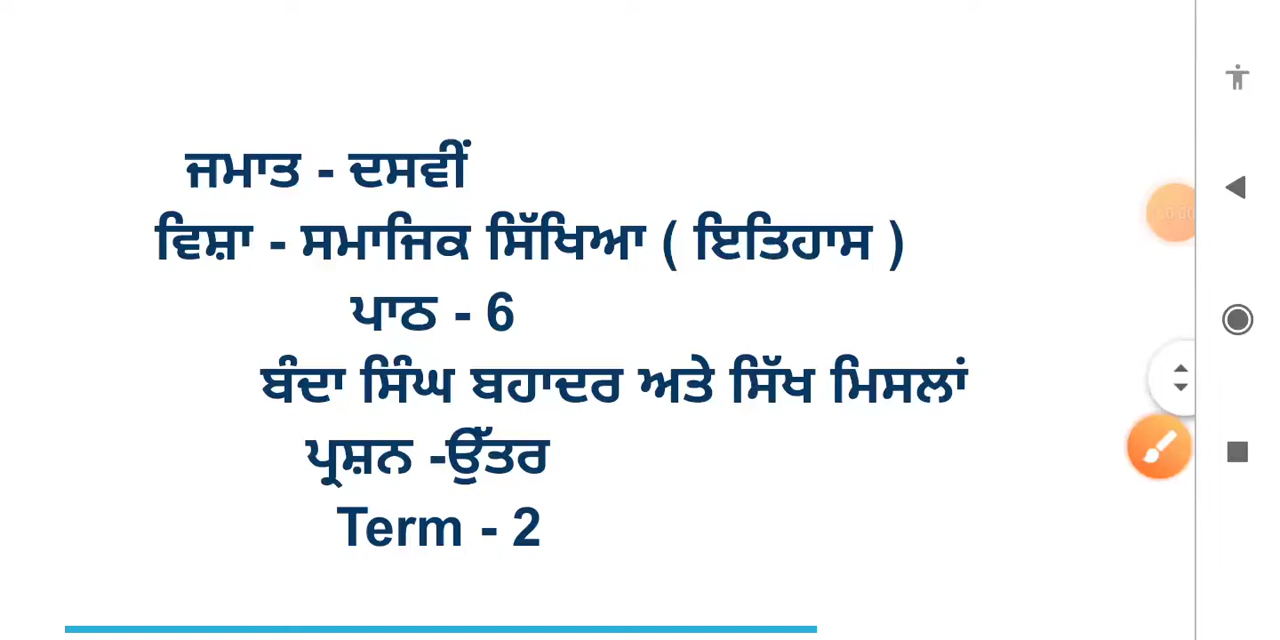 ਜਮਾਤ - ਦਸਵੀਂ
ਵਿਸ਼ਾ - ਸਮਾਜਿਕ ਸਿੱਖਿਆ ( ਇਤਿਹਾਸ )
ਪਾਠ - 6
ਬੰਦਾ ਸਿੰਘ ਬਹਾਦਰ ਅਤੇ ਸਿੱਖ ਮਿਸਲਾਂ
ਪ੍ਰਸ਼ਨ -ਉੱਤਰ
Term - 2